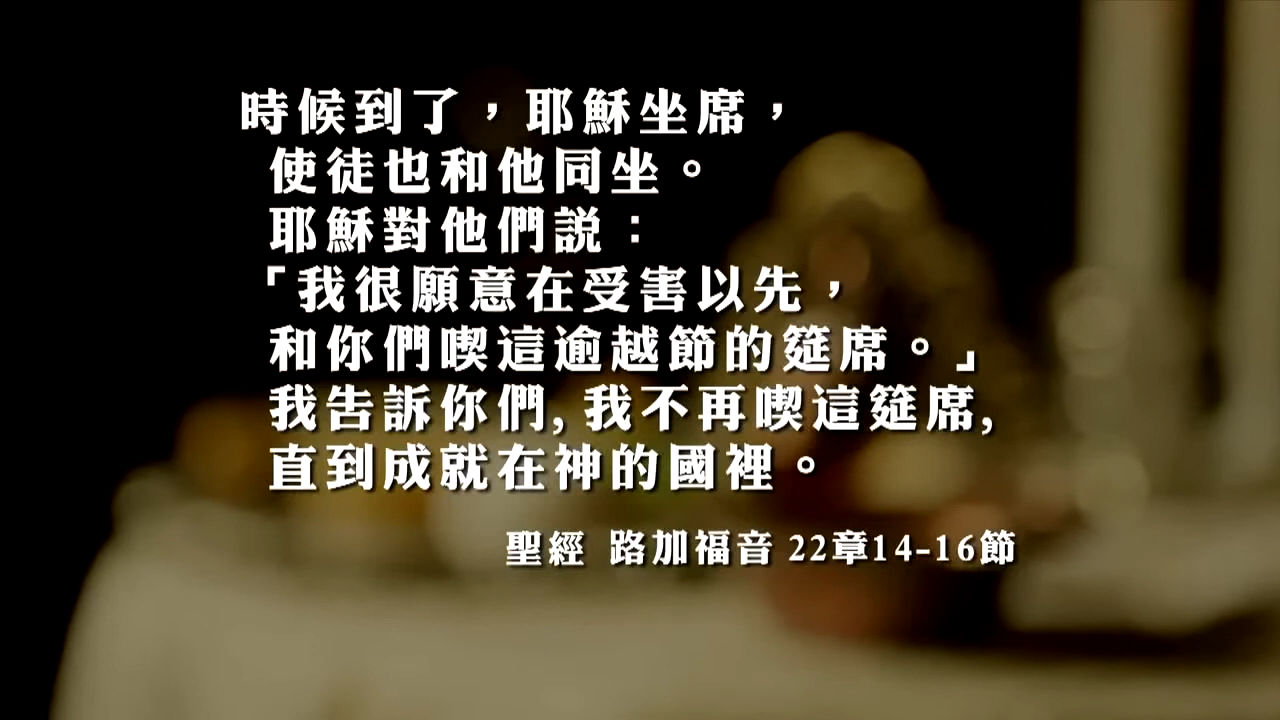 時候到了，耶穌坐席，
使徒也和他同坐。
耶穌對他們説：
「我很願意在受害以先，
和你們喫這逾越節的筵席。」
我告訴你們,我不再喫這筵席,
直到成就在神的國裡。
聖經 路加福音 22章14-16節